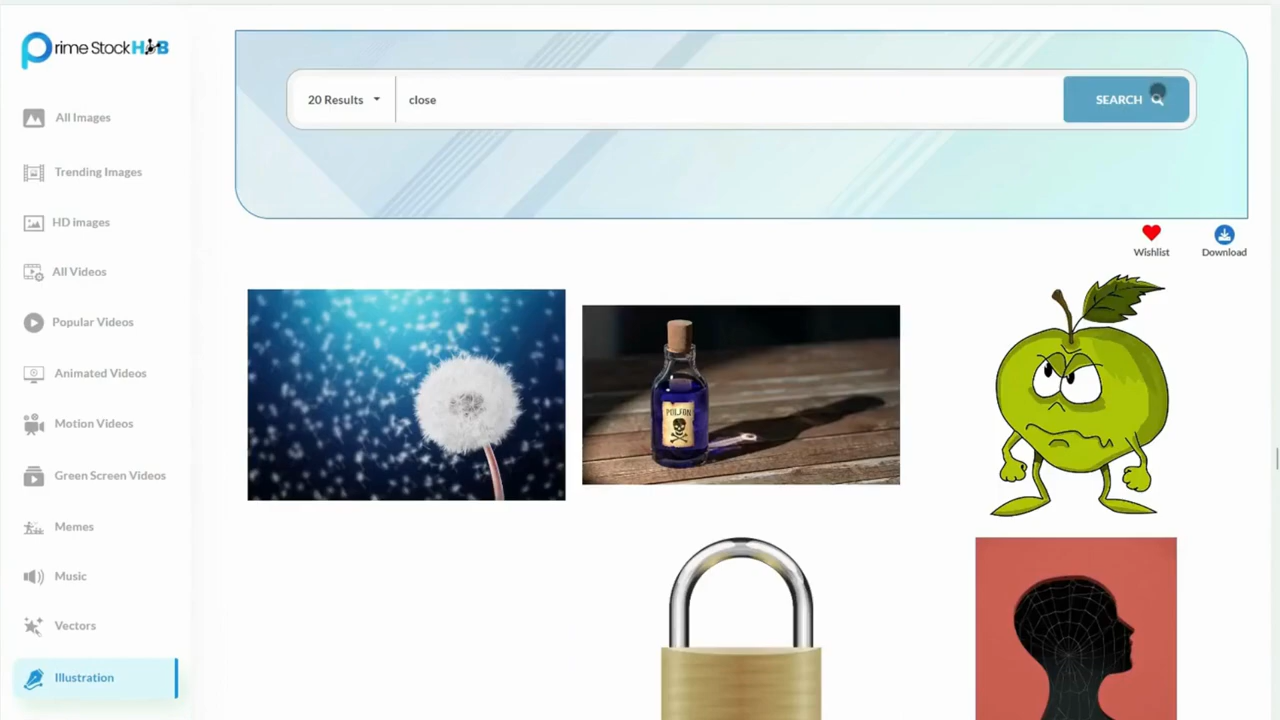 Prime Stock HUB
20 Results
close
SEARCH
All Images
Trending Images
HD images
All Videos
Popular Videos
Animated Videos
Motion Videos
Green Screen Videos
Memes
Music
Vectors
Illustration
Wishlist
Download
POISON